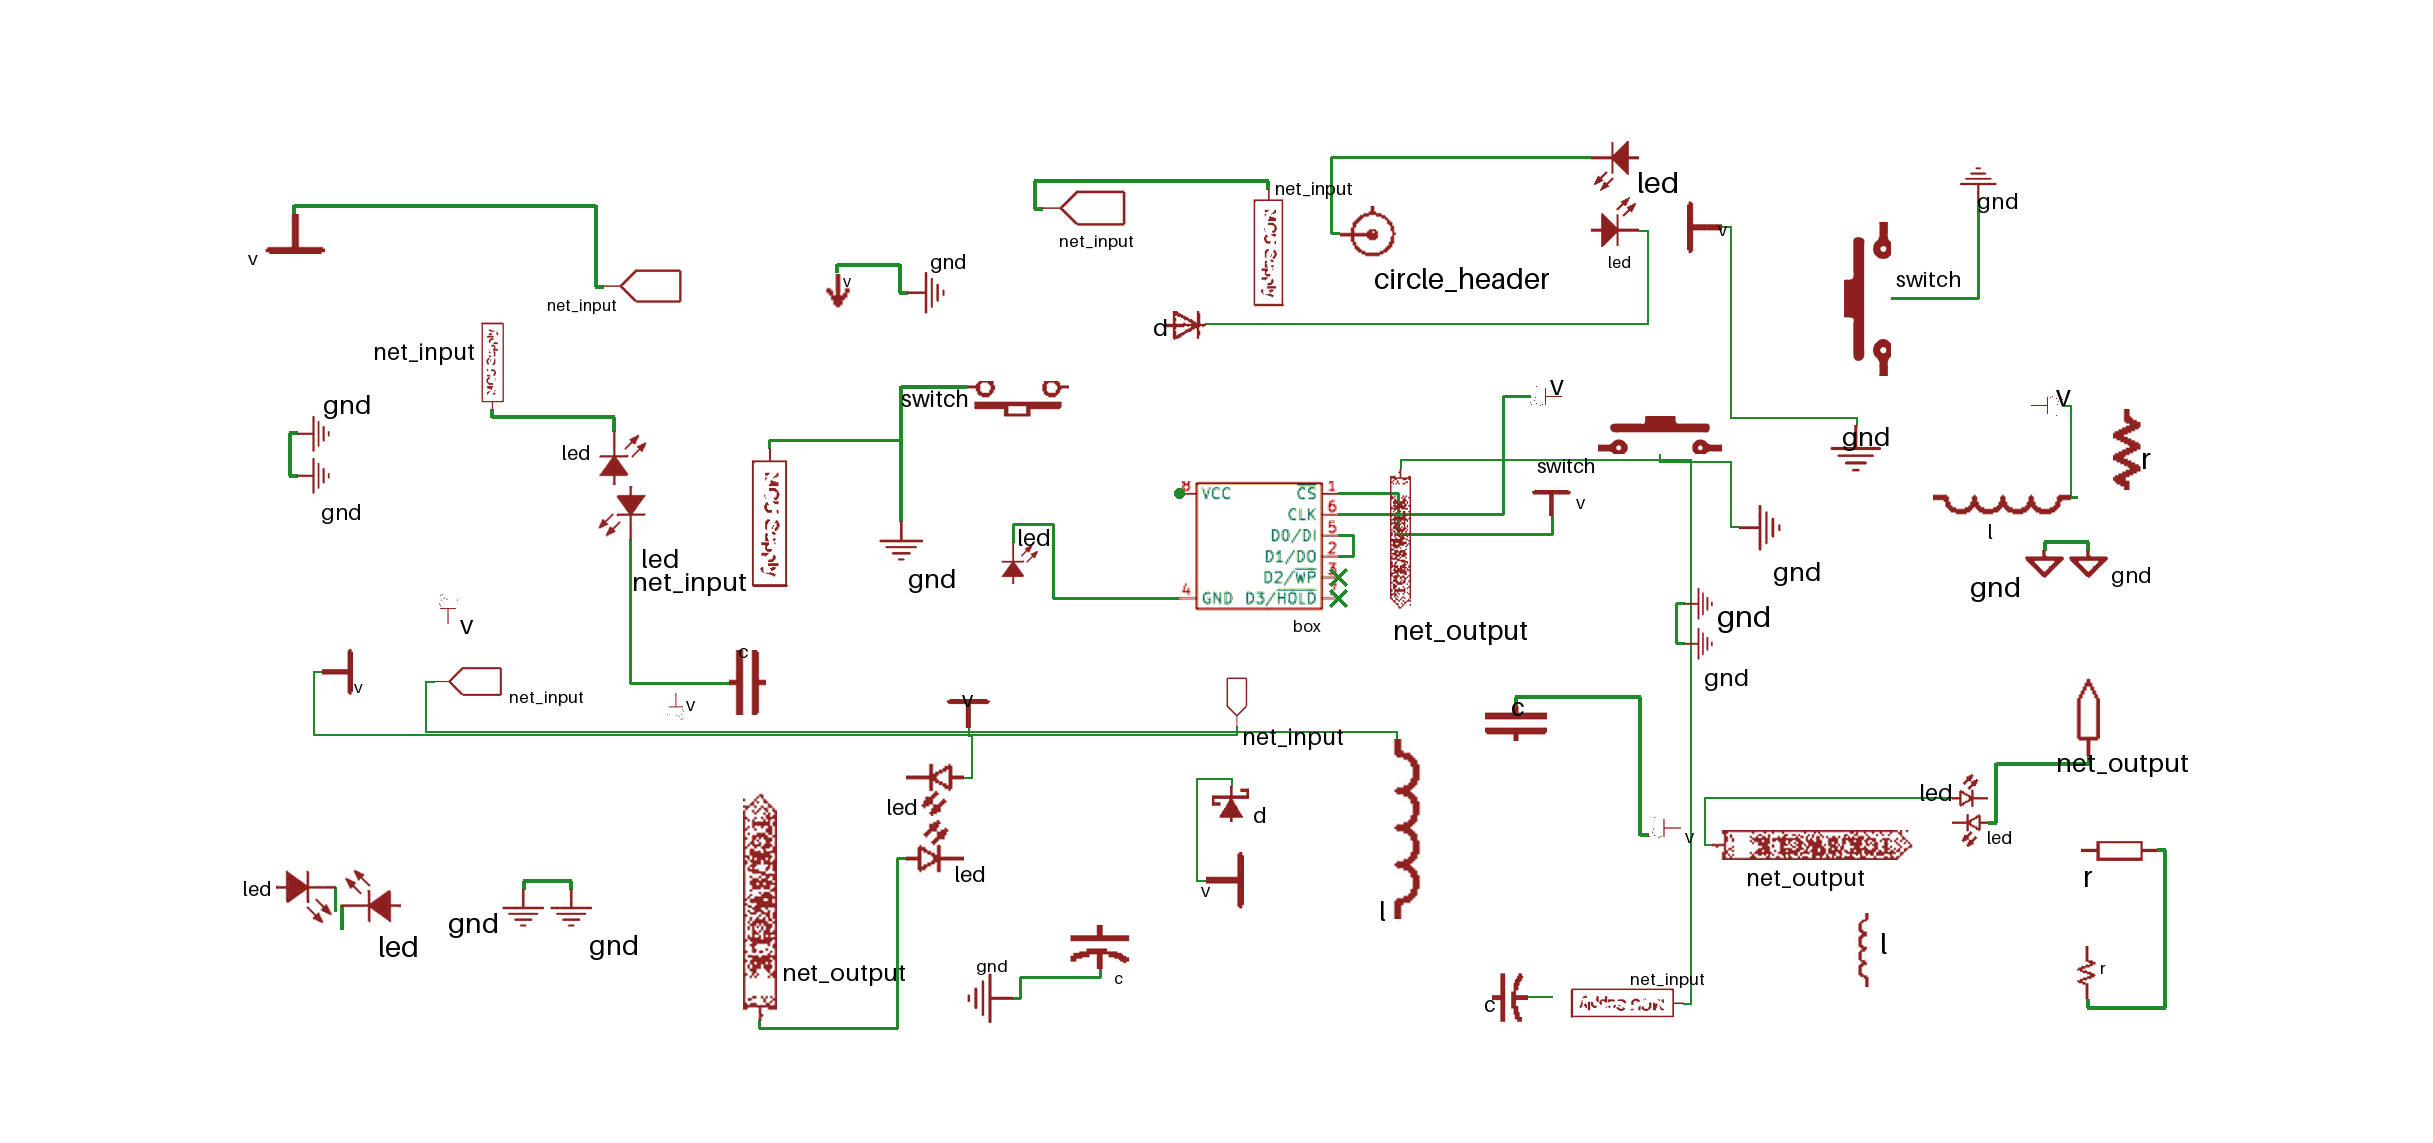 led
net_input
gnd
gnd
switch
v
v
net_input
net_input
led
gnd
v
circle_header
net_input
d
net_input
V
V
gnd
switch
gnd
led
r
switch
v
8 VCC CS 1
CLK 6
gnd
l
D0/DI 5
led
D1/DO 2
led
gnd
gnd
gnd
net_input
gnd
D2/WP
4 GND D3/HOLD
gnd
v
box
net_output
c
gnd
v
net_input
v
v
c
net_input
net_output
led
led
d
v
led
net_output
led
led
v
r
l
gnd
led
gnd
l
gnd
net_output
c
net_input
r
c